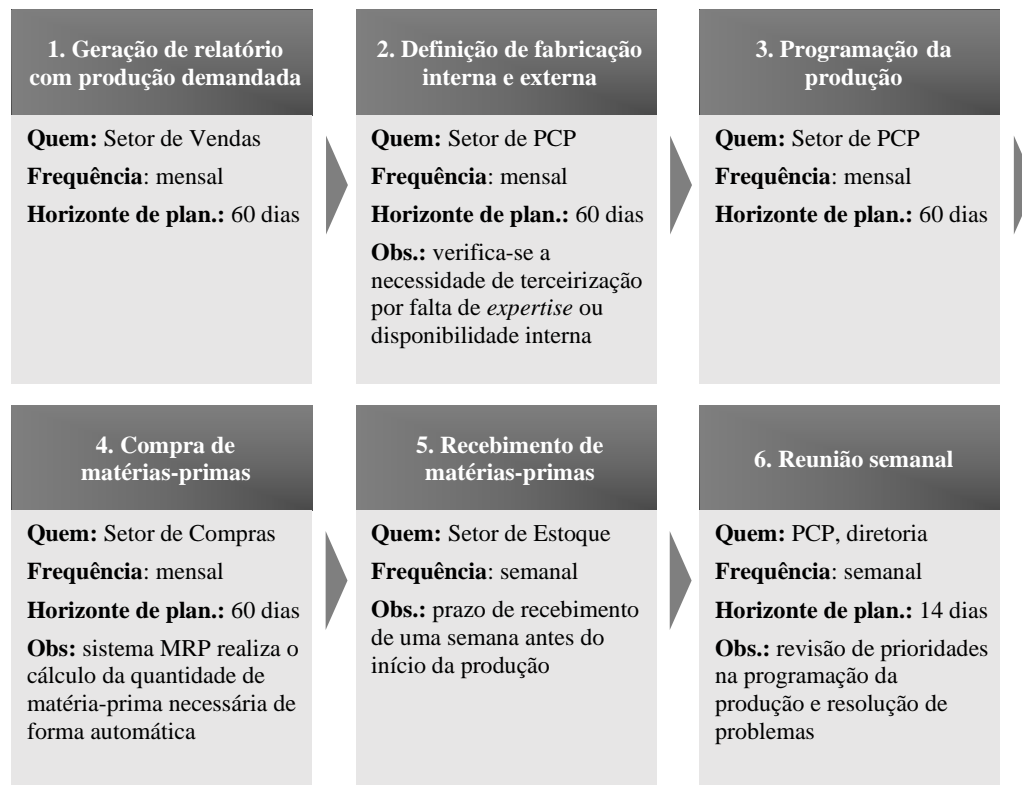 1. Geração de relatório
com produção demandada
Quem: Setor de Vendas
Frequência: mensal
Horizonte de plan.: 60 dias
2. Definição de fabricação
interna e externa
Quem: Setor de PCP
Frequência: mensal
Horizonte de plan.: 60 dias
Obs.: verifica-se a
necessidade de terceirização
por falta de expertise ou
disponibilidade interna
3. Programação da
produção
Quem: Setor de PCP
Frequência: mensal
Horizonte de plan.: 60 dias
4. Compra de
matérias-primas
Quem: Setor de Compras
Frequência: mensal
Horizonte de plan.: 60 dias
Obs: sistema MRP realiza o
cálculo da quantidade de
matéria-prima necessária de
forma automática
5. Recebimento de
matérias-primas
Quem: Setor de Estoque
Frequência: semanal
Obs.: prazo de recebimento
de uma semana antes do
início da produção
6. Reunião semanal
Quem: PCP, diretoria
Frequência: semanal
Horizonte de plan.: 14 dias
Obs.: revisão de prioridades
na programação da
produção e resolução de
problemas